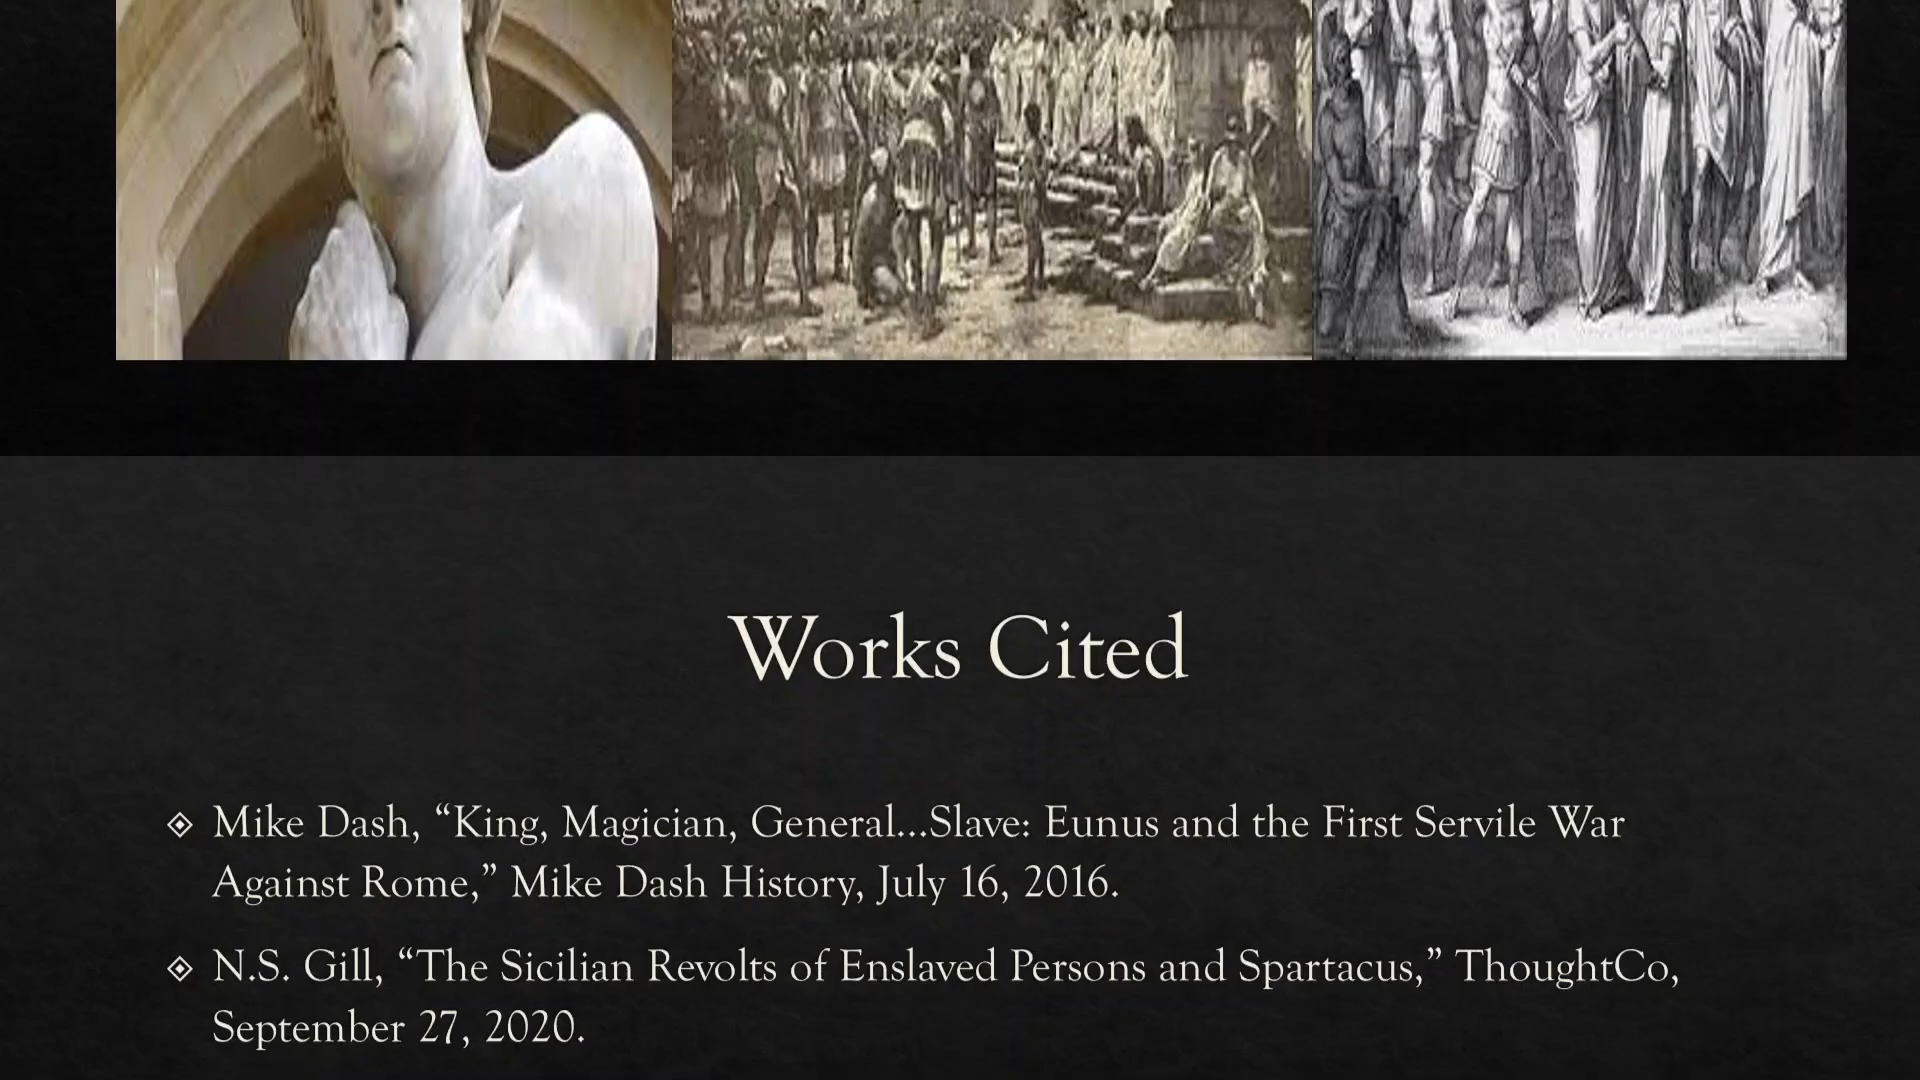 Works Cited
Mike Dash, “King, Magician, General…Slave: Eunus and the First Servile War
Against Rome,” Mike Dash History, July 16, 2016.
N.S. Gill, “The Sicilian Revolts of Enslaved Persons and Spartacus,” ThoughtCo,
September 27, 2020.